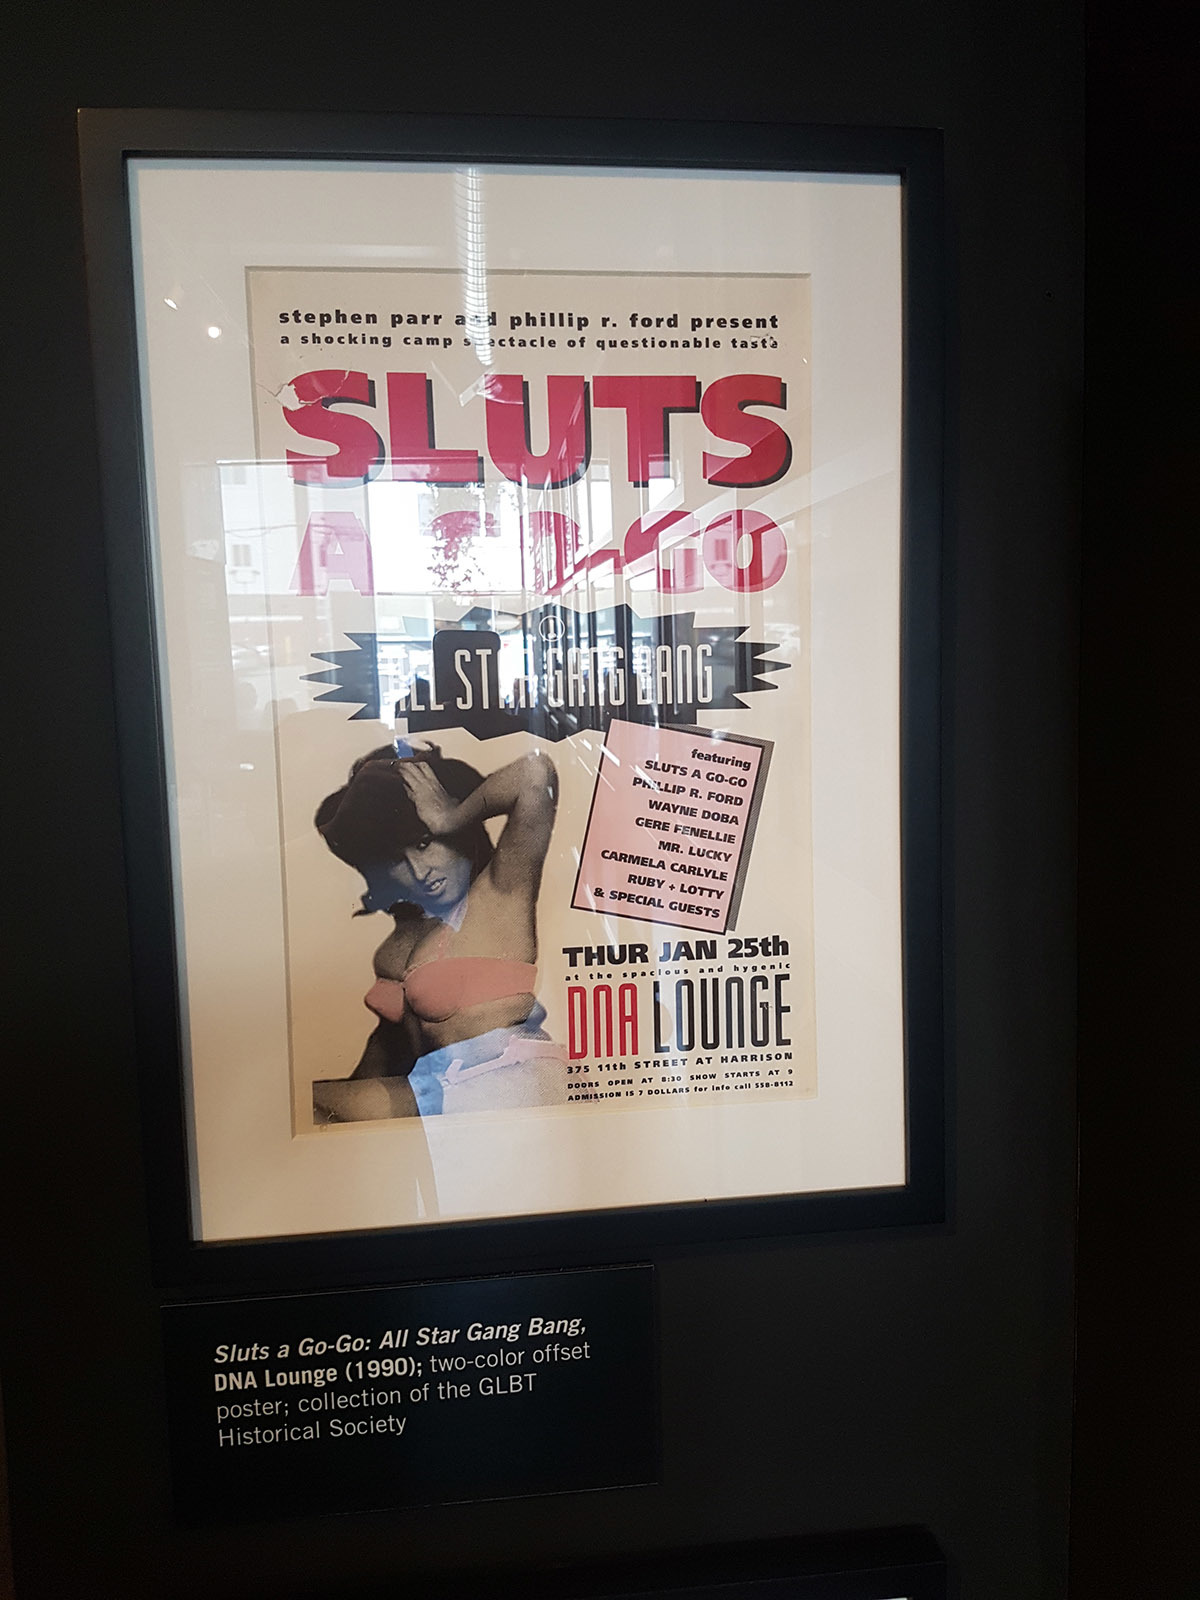 stephen parr and phillip r. ford present
a shocking camp spectacle of questionable taste
SLUTS
A GO-GO
ALL STAR GANG BANG
featuring
SLUTS A GO-GO
PHILLIP R. FORD
WAYNE DOBA
GERE FENELLIE
MR. LUCKY
CARMELA CARLYLE
RUBY + LOTTY
& SPECIAL GUESTS
THUR JAN 25th
at the spacious and hygenic
DNA LOUNGE
375 11th STREET AT HARRISON
DOORS OPEN AT 8:30 SHOW STARTS AT 9
ADMISSION IS 7 DOLLARS for info call 558-8112
Sluts a Go-Go: All Star Gang Bang,
DNA Lounge (1990); two-color offset
poster; collection of the GLBT
Historical Society